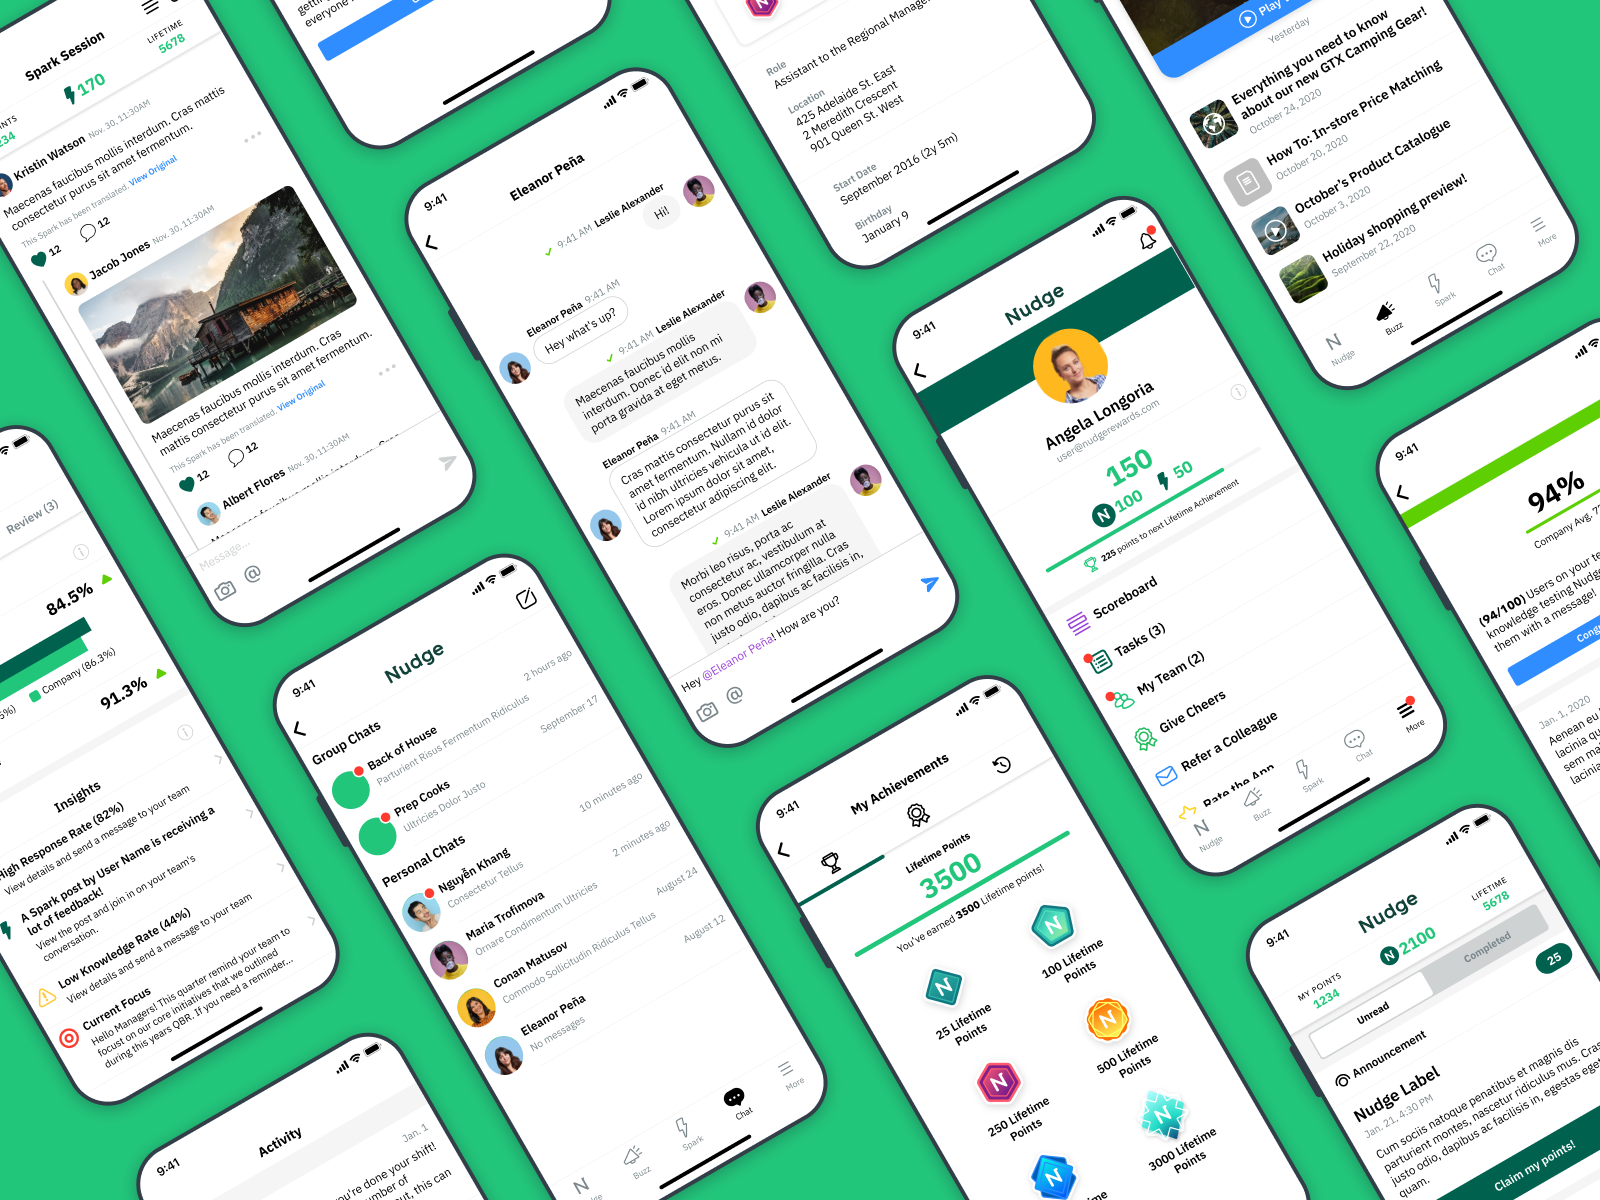 Spark Session
LIFETIME
5678
170
Kristin Watson Nov. 30, 11:30AM
Maecenas faucibus mollis interdum. Cras mattis
consectetur purus sit amet fermentum.
This Spark has been translated. View Original
12
12
Jacob Jones Nov. 30, 11:30AM
Maecenas faucibus mollis interdum. Cras
mattis consectetur purus sit amet fermentum.
This Spark has been translated. View Original
12
12
Albert Flores Nov. 30, 11:30AM
Message...
9:41
Eleanor Peña
9:41 AM Leslie Alexander
Hi!
Eleanor Peña 9:41 AM
Hey what's up?
9:41 AM Leslie Alexander
Maecenas faucibus mollis
interdum. Donec id elit non mi
porta gravida at eget metus.
Eleanor Peña 9:41 AM
Cras mattis consectetur purus sit
amet fermentum. Nullam id dolor
id nibh ultricies vehicula ut id elit.
Lorem ipsum dolor sit amet,
consectetur adipiscing elit.
9:41 AM Leslie Alexander
Morbi leo risus, porta ac
consectetur ac, vestibulum at
eros. Donec ullamcorper nulla
non metus auctor fringilla. Cras
justo odio, dapibus ac facilisis in,
Hey @Eleanor Peña! How are you?
Role
Assistant to the Regional Manager
Location
425 Adelaide St. East
2 Meredith Crescent
901 Queen St. West
Start Date
September 2016 (2y 5m)
Birthday
January 9
Play
Yesterday
Everything you need to know
about our new GTX Camping Gear!
October 24, 2020
How To: In-store Price Matching
October 20, 2020
October's Product Catalogue
October 3, 2020
Holiday shopping preview!
September 22, 2020
Nudge
Buzz
Spark
Chat
More
9:41
Nudge
Angela Longoria
user@nudgerewards.com
150
100
50
225 points to next Lifetime Achievement
Scoreboard
Tasks (3)
My Team (2)
Give Cheers
Refer a Colleague
Rate the App
Nudge
Buzz
Spark
Chat
More
9:41
94%
Company Avg.
(94/100) Users on your
knowledge testing
them with a message!
Jan. 1, 2020
Aenean eu
lacinia
sem
lacinia
Review (3)
84.5%
Company (86.3%)
91.3%
Insights
High Response Rate (82%)
View details and send a message to your team
A Spark post by User Name is receiving a
lot of feedback!
View the post and join in on your team's
conversation.
Low Knowledge Rate (44%)
View details and send a message to your team
Current Focus
Hello Managers! This quarter remind your team to
focust on our core initiatives that we outlined
during this years QBR. If you need a reminder...
9:41
Nudge
Group Chats
Back of House
2 hours ago
Parturient Risus Fermentum Ridiculus
Prep Cooks
September 17
Ultricies Dolor Justo
Personal Chats
Nguyễn Khang
10 minutes ago
Consectetur Tellus
Maria Trofimova
2 minutes ago
Ornare Condimentum Ultricies
Conan Matusov
August 24
Commodo Sollicitudin Ridiculus Tellus
Eleanor Peña
August 12
No messages
Buzz
Spark
Chat
More
9:41
My Achievements
Lifetime Points
3500
You've earned 3500 Lifetime points!
25 Lifetime
Points
100 Lifetime
Points
250 Lifetime
Points
500 Lifetime
Points
3000 Lifetime
Points
9:41
Nudge
MY POINTS
1234
2100
LIFETIME
5678
Unread
Completed
25
Announcement
Nudge Label
Jan. 21, 4:30 PM
Cum sociis natoque penatibus et magnis dis
parturient montes, nascetur ridiculus mus. Cras
justo odio, dapibus ac facilisis in, egestas eget
quam.
Claim my points!
9:41
Activity
Jan. 1
you're done your shift!